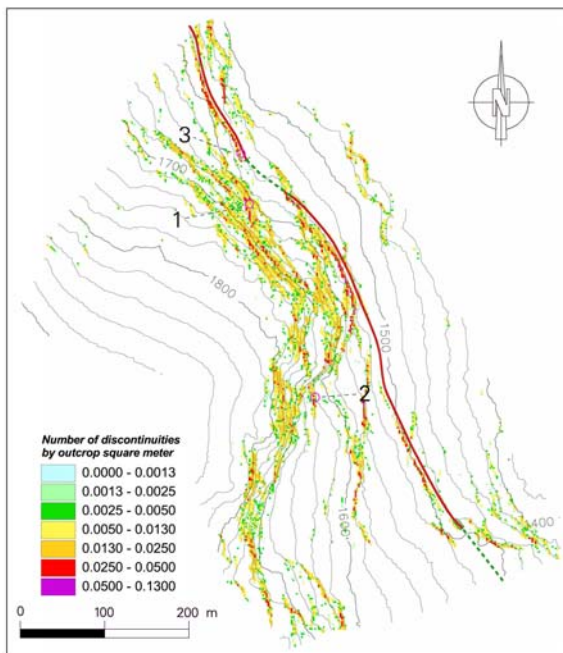 N
3
1700
1
1800
1500
2
Number of discontinuities
by outcrop square meter
0.0000 - 0.0013
0.0013 - 0.0025
0.0025 - 0.0050
0.0050 - 0.0130
0.0130 - 0.0250
0.0250 - 0.0500
0.0500 - 0.1300
1600
1400
0 100 200 m